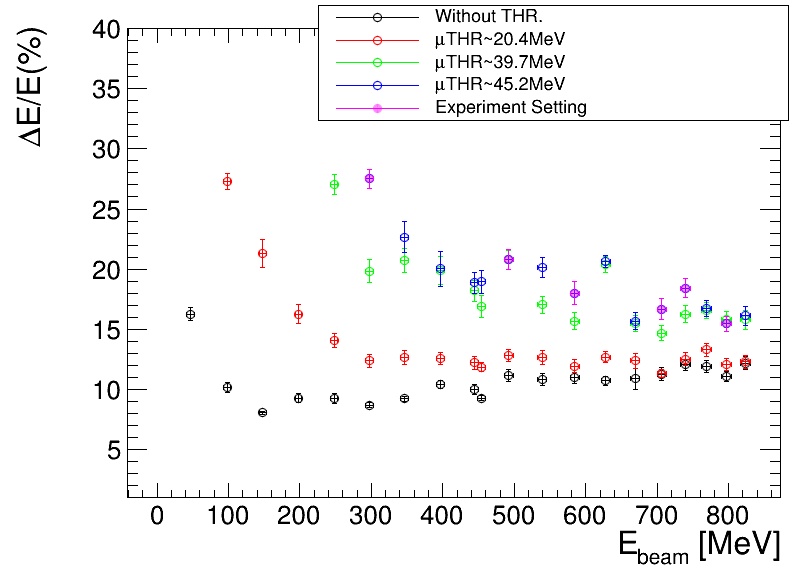 Without THR.
μTHR~20.4MeV
μTHR~39.7MeV
μTHR~45.2MeV
Experiment Setting
ΔE/E(%)
40
35
30
25
20
15
10
5
0 100 200 300 400 500 600 700 800
E_beam [MeV]